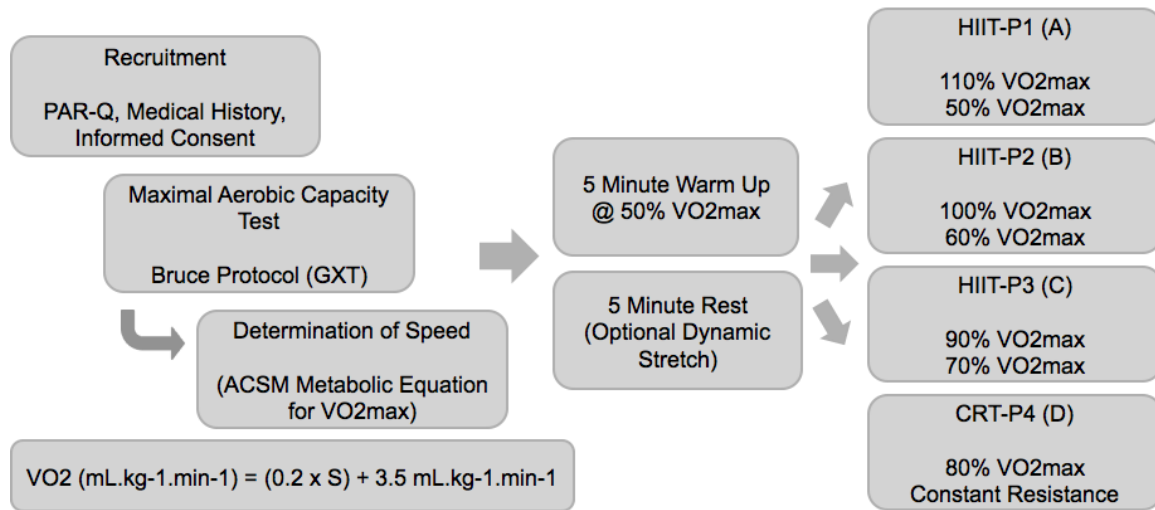 Recruitment
PAR-Q, Medical History,
Informed Consent
Maximal Aerobic Capacity
Test
Bruce Protocol (GXT)
Determination of Speed
(ACSM Metabolic Equation
for VO2max)
VO2 (mL.kg-1.min-1) = (0.2 x S) + 3.5 mL.kg-1.min-1
5 Minute Warm Up
@ 50% VO2max
5 Minute Rest
(Optional Dynamic
Stretch)
HIIT-P1 (A)
110% VO2max
50% VO2max
HIIT-P2 (B)
100% VO2max
60% VO2max
HIIT-P3 (C)
90% VO2max
70% VO2max
CRT-P4 (D)
80% VO2max
Constant Resistance